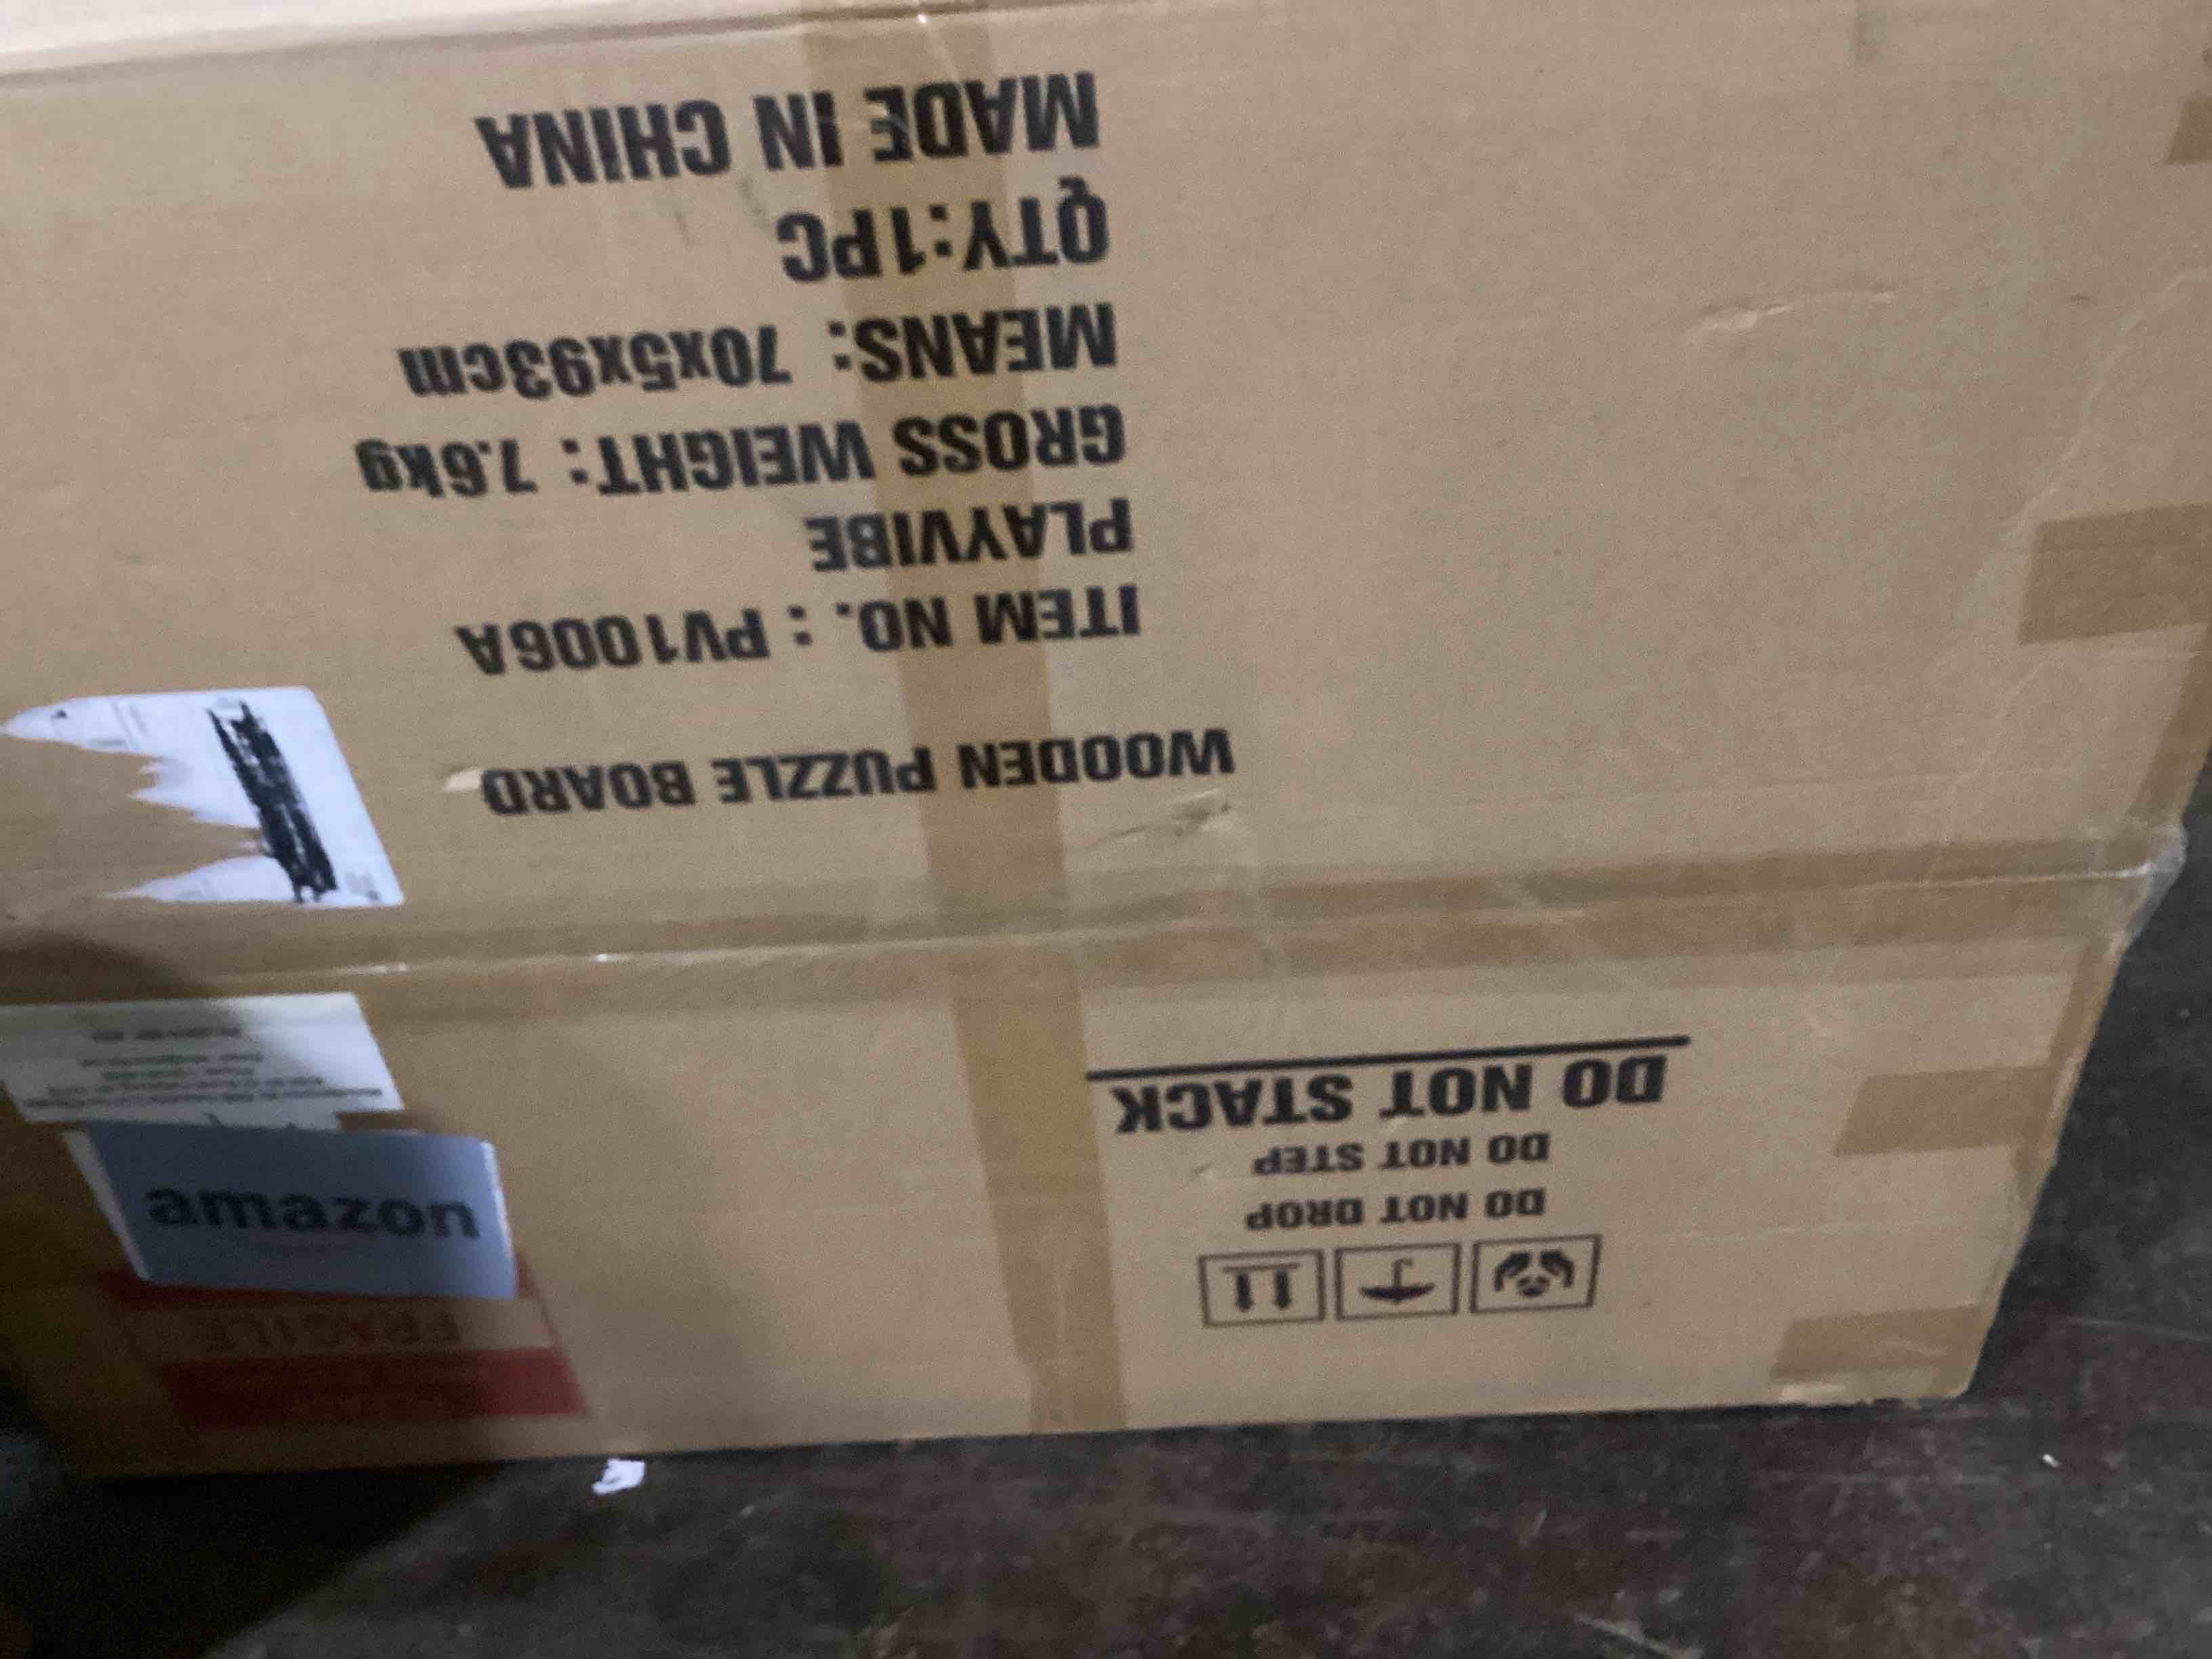 DO NOT DROP
DO NOT STEP
DO NOT STACK
WOODEN PUZZLE BOARD
ITEM NO. : PV1006A
PLAYVIBE
GROSS WEIGHT: 7.6kg
MEANS: 70x5x93cm
QTY:1PC
MADE IN CHINA
FRAGILE
amazon